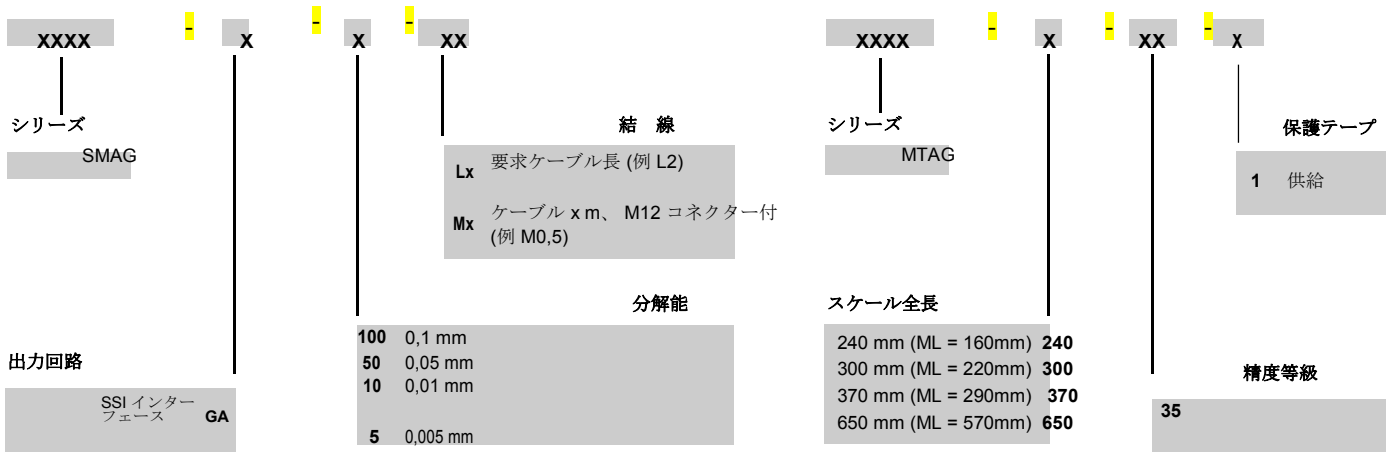 XXXX - X - X - XX
シリーズ
SMAG
結 線
Lx 要求ケーブル長 (例 L2)
Mx ケーブル x m、 M12 コネクター付
(例 M0,5)
分解能
100 0,1 mm
50 0,05 mm
10 0,01 mm
5 0,005 mm
出力回路
SSI インター
フェース GA
XXXX - X - XX - X
シリーズ
MTAG
保護テープ
1 供給
スケール全長
240 mm (ML = 160mm) 240
300 mm (ML = 220mm) 300
370 mm (ML = 290mm) 370
650 mm (ML = 570mm) 650
精度等級
35